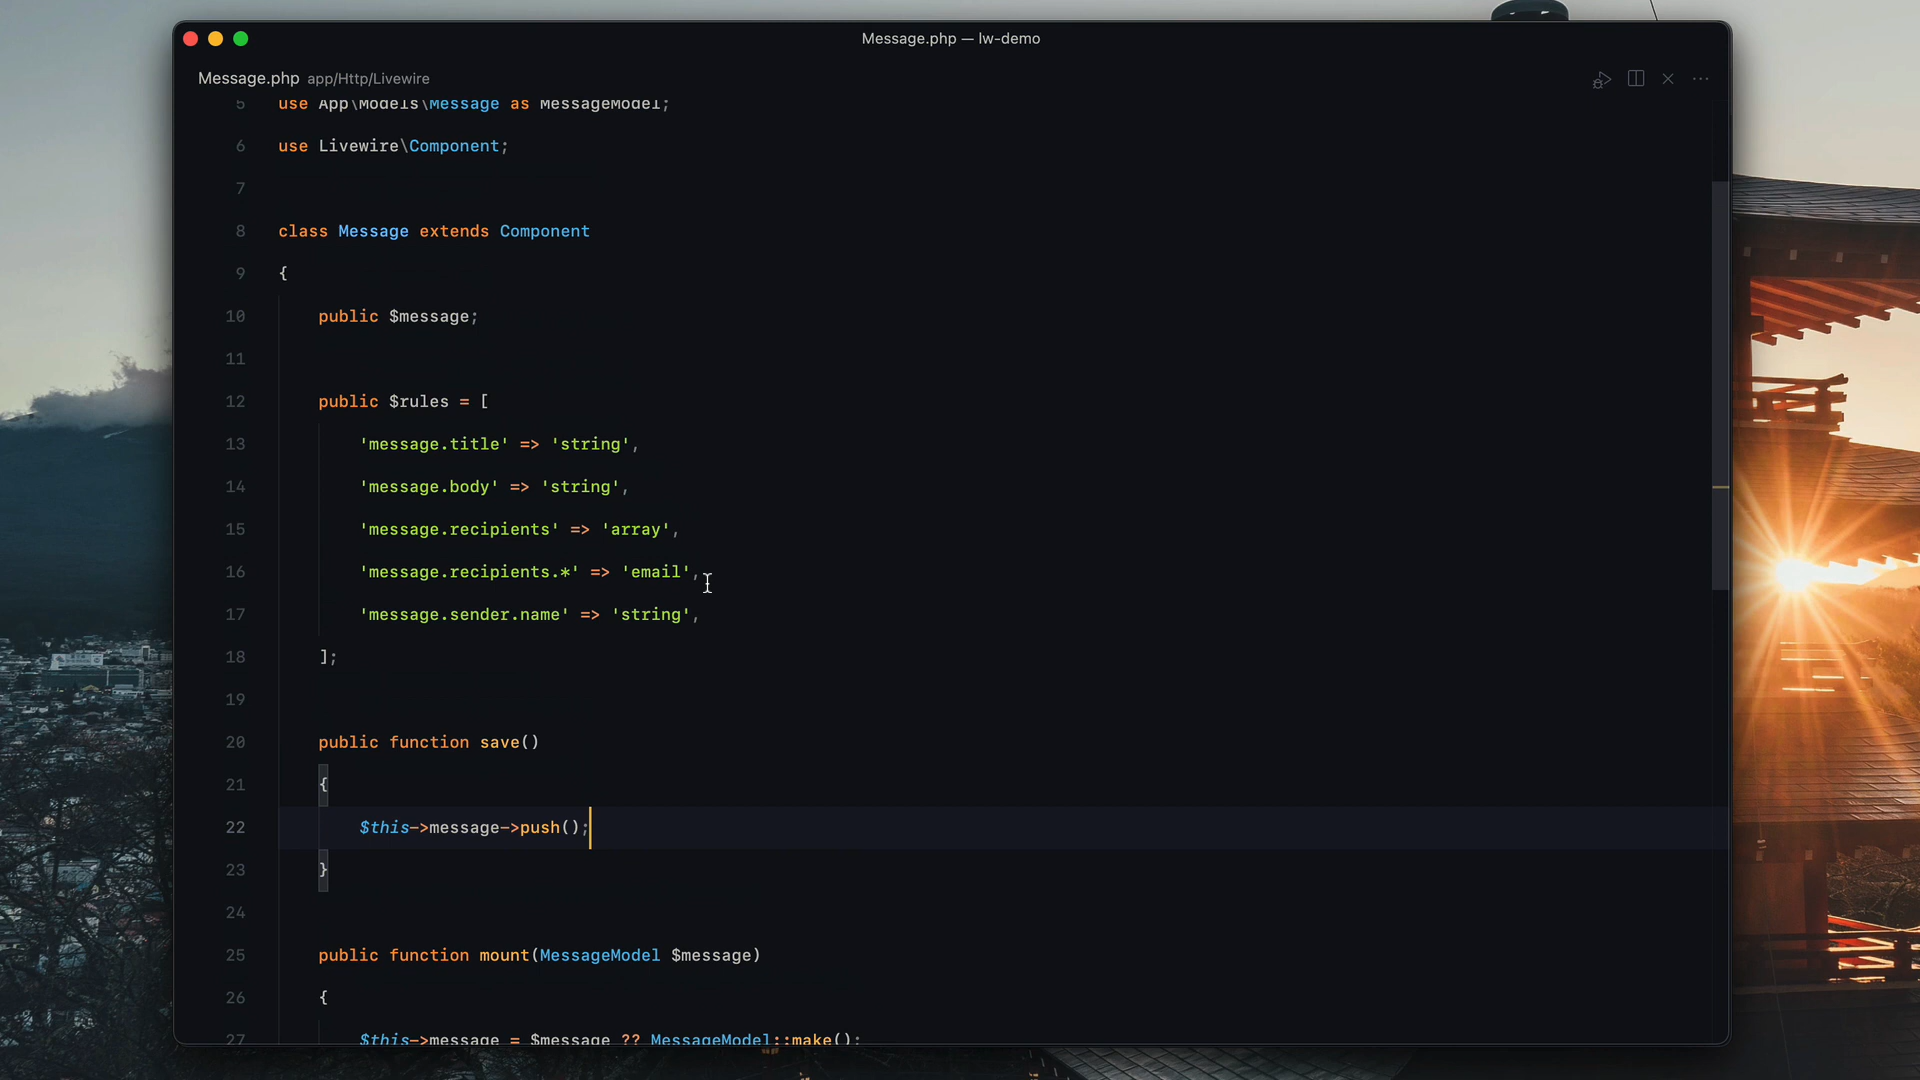 Message.php — lw-demo
Message.php app/Http/Livewire
5 use App\Models\Message as MessageModel;
6 use Livewire\Component;
7
8 class Message extends Component
9 {
10 public $message;
11
12 public $rules = [
13 'message.title' => 'string',
14 'message.body' => 'string',
15 'message.recipients' => 'array',
16 'message.recipients.*' => 'email',
17 'message.sender.name' => 'string',
18 ];
19
20 public function save()
21 {
22 $this->message->push();
23 }
24
25 public function mount(MessageModel $message)
26 {
27 $this->message = $message ?? MessageModel::make();